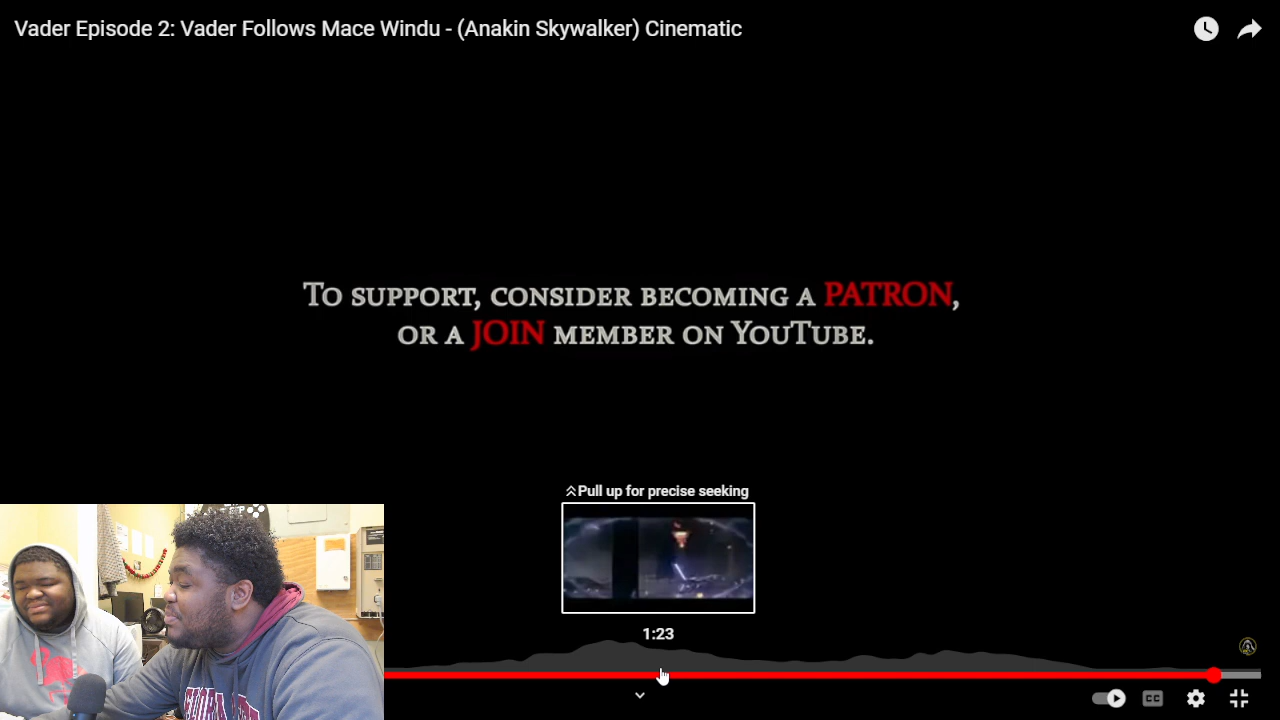 Vader Episode 2: Vader Follows Mace Windu - (Anakin Skywalker) Cinematic
TO SUPPORT, CONSIDER BECOMING A PATRON,
OR A JOIN MEMBER ON YOUTUBE.
Pull up for precise seeking
1:23
CC